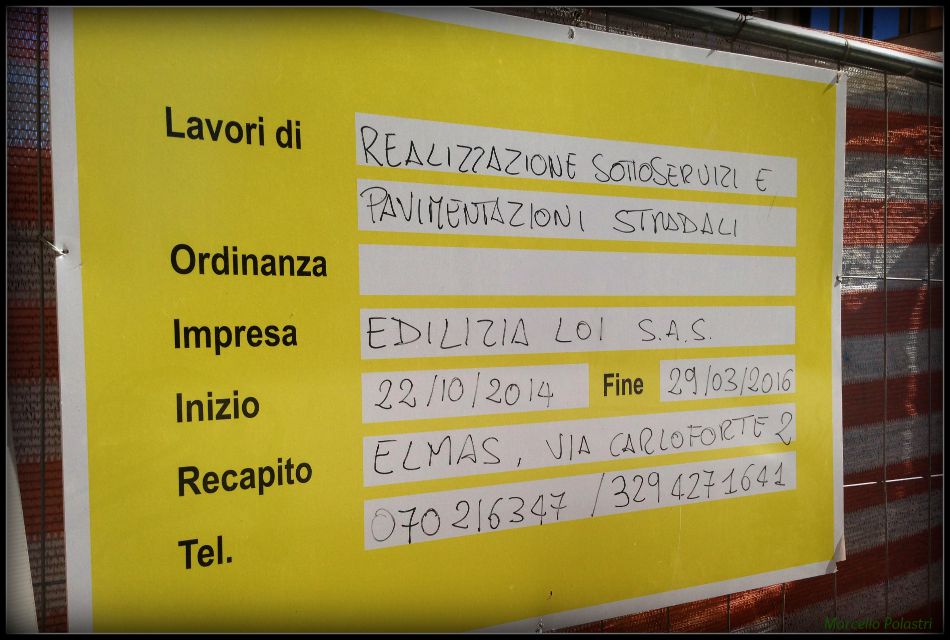 Lavori di REALIZZAZIONE SOTTOSERVIZI E
PAVIMENTAZIONI STRADALI
Ordinanza
Impresa EDILIZIA LOI S.A.S.
Inizio 22/10/2014 Fine 29/03/2016
Recapito ELMAS, VIA CARLOFORTE 2
Tel. 070 216347 / 329 4271641
Marcello Polastri